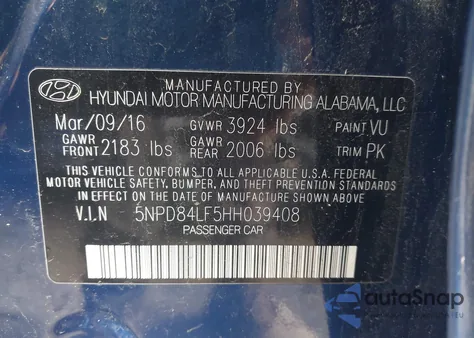 MANUFACTURED BY
HYUNDAI MOTOR MANUFACTURING ALABAMA, LLC
Mar/09/16 GVWR 3924 lbs PAINT VU
GAWR FRONT 2183 lbs GAWR REAR 2006 lbs TRIM PK
THIS VEHICLE CONFORMS TO ALL APPLICABLE U.S.A. FEDERAL
MOTOR VEHICLE SAFETY, BUMPER, AND THEFT PREVENTION
STANDARDS IN EFFECT ON THE DATE OF MANUFACTURE SHOWN ABOVE.
V.I.N 5NPD84LF5HH039408
PASSENGER CAR
autoSnap